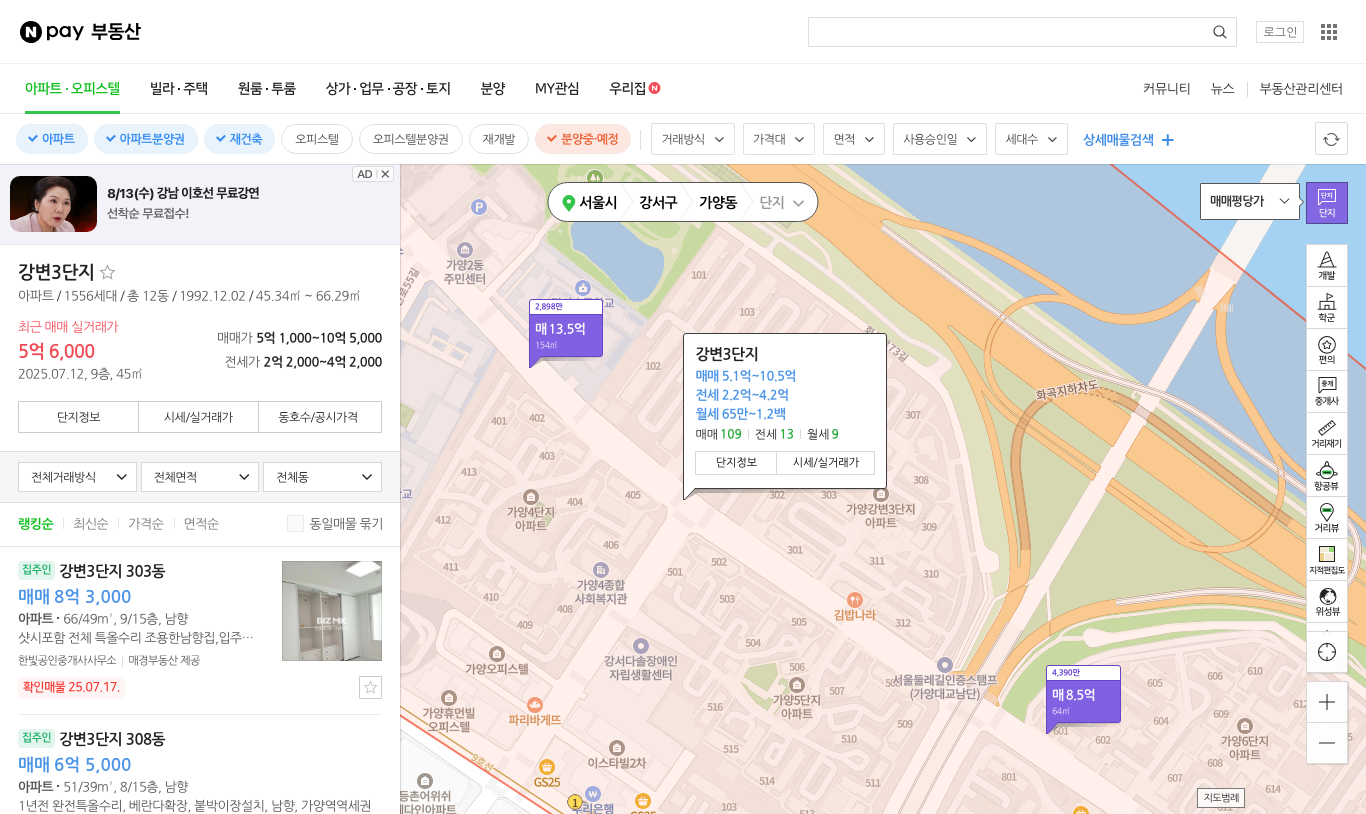 N pay 부동산
로그인
아파트·오피스텔 빌라·주택 원룸·투룸 상가·업무·공장·토지 분양 MY관심 우리집 N 커뮤니티 뉴스 부동산관리센터
아파트 아파트분양권 재건축 오피스텔 오피스텔분양권 재개발 분양중·예정 거래방식 가격대 면적 사용승인일 세대수 상세매물검색
AD
8/13(수) 강남 이호선 무료강연
선착순 무료접수!
강변3단지
아파트 / 1556세대 / 총 12동 / 1992.12.02 / 45.34㎡ ~ 66.29㎡
최근 매매 실거래가
5억 6,000
2025.07.12, 9층, 45㎡
매매가 5억 1,000~10억 5,000
전세가 2억 2,000~4억 2,000
단지정보 시세/실거래가 동호수/공시가격
전체거래방식 전체면적 전체동
랭킹순 최신순 가격순 면적순 동일매물 묶기
집주인 강변3단지 303동
매매 8억 3,000
아파트 · 66/49㎡, 9/15층, 남향
샷시포함 전체 특올수리 조용한남향집,입주…
한빛공인중개사사무소 매경부동산 제공
확인매물 25.07.17.
BIZ MK
집주인 강변3단지 308동
매매 6억 5,000
아파트 · 51/39㎡, 8/15층, 남향
1년전 완전특올수리, 베란다확장, 붙박이장설치, 남향, 가양역역세권
서울시 강서구 가양동 단지
매매평당가
단지
단지
개발
학군
편의
중개
중개사
거리재기
항공뷰
거리뷰
지적편집도
위성뷰
P
가양2동
주민센터
101
103
102
2,898만
매 13.5억
154㎡
강변3단지
매매 5.1억~10.5억
전세 2.2억~4.2억
월세 65만~1.2백
매매 109 전세 13 월세 9
단지정보 시세/실거래가
화곡지하차도
307
401
402
403
413
412
411
410
409
406
405
가양4단지
아파트
302
303
가양강변3단지
아파트
308
309
301
311
310
312
501
502
503
504
505
506
507
508
509
510
511
512
513
514
515
516
517
가양4종합
사회복지관
김밥나라
강서다솔장애인
자립생활센터
가양오피스텔
가양휴먼빌
오피스텔
파리바게뜨
가양5단지
아파트
서울둘레길인증스탬프
(가양대교남단)
4,390만
매 8.5억
64㎡
601
602
605
606
610
609
608
607
612
613
614
가양6단지
아파트
801
이스타빌2차
9호선
GS25
우리은행
GS25
등촌어위쉬
1
지도범례